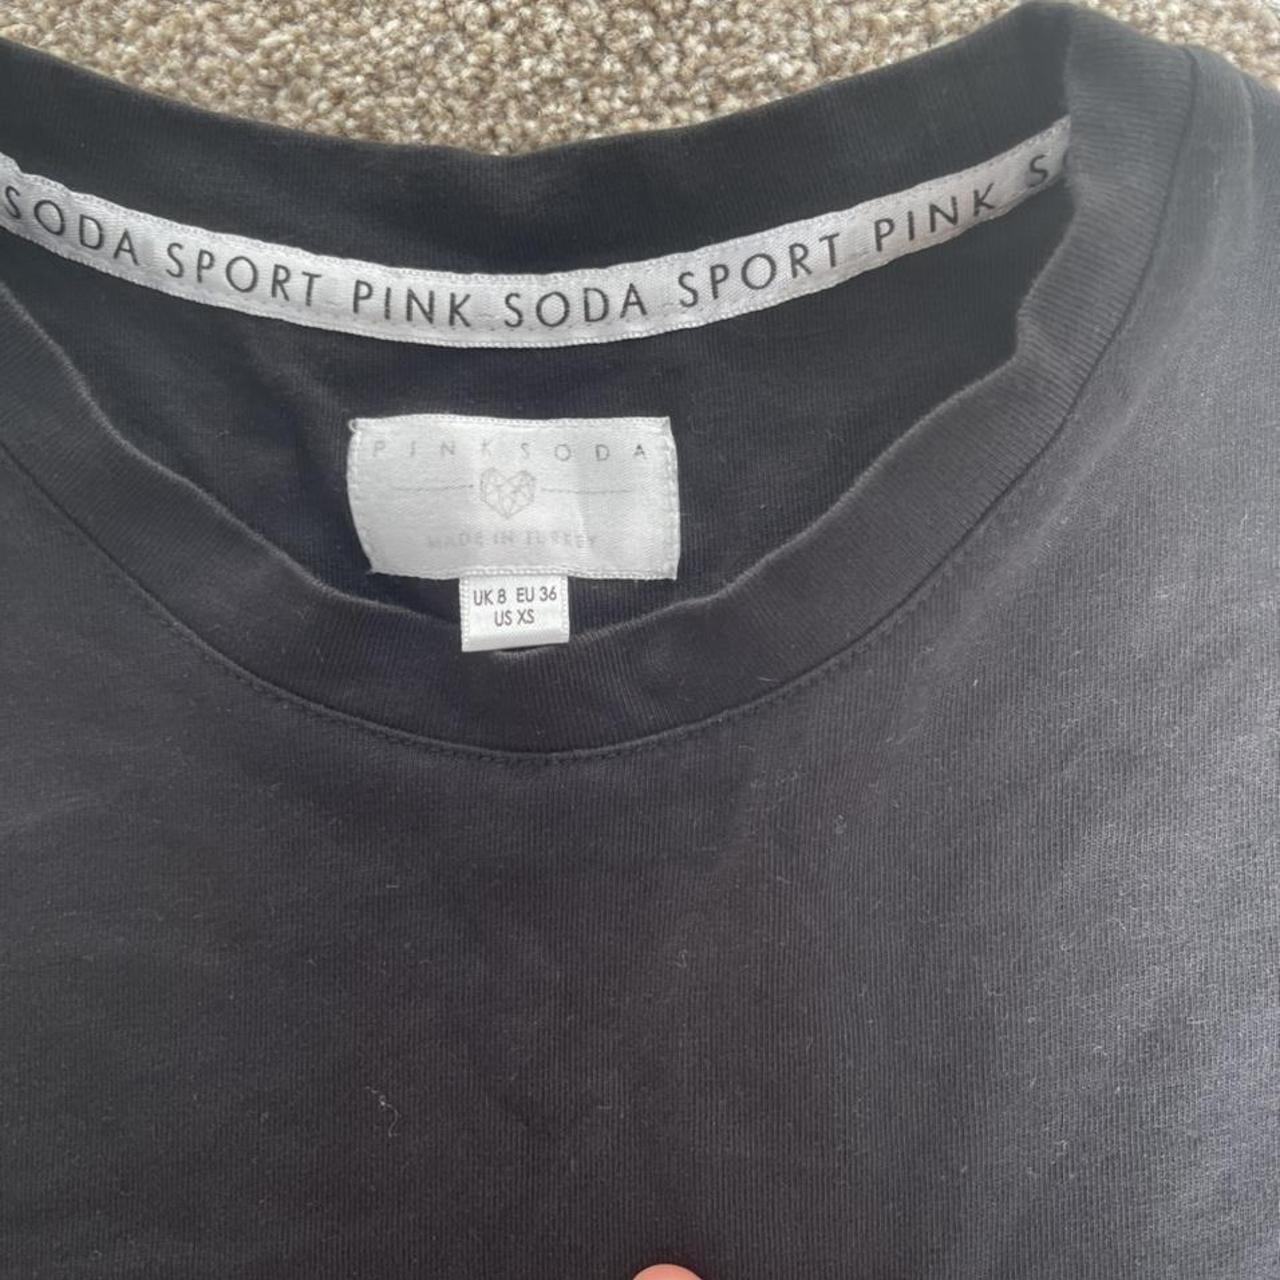 SODA SPORT PINK SODA SPORT PINK S
PINK SODA
MADE IN TURKEY
UK 8 EU 36
US XS